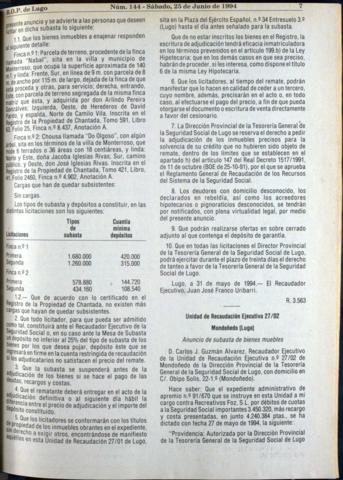 B.O.P. de Lugo Núm. 144 - Sábado, 25 de Junio de 1994 7
presente anuncio y se advierte a las personas que deseen
licitar en dicha subasta lo siguiente:
1. Que los bienes inmuebles a enajenar responden
al siguiente detalle:
Finca n.º 1: Parcela de terreno, procedente de la finca
llamada "Nabal", sita en la villa y municipio de
Monterroso, que ocupa la superficie aproximada de 140
m.² y linda: Frente, Sur, en línea de 9 m. con parcela de 8
m. de ancho por 115 m. de largo, dejada de la finca de que
ésta procede y otras, para servicio; derecha, entrando,
Este, con parcela de terreno segregada de la misma finca
matriz que ésta, y adquirida por don Arlindo Pereira
Goncalves; izquierda, Oeste, de Herederos de David
Fero, y espalda, Norte de Camilo Vila. Inscrita en el
Registro de la Propiedad de Chantada, Tomo 591, Libro
Folio 25, Finca n.º 8.437, Anotación A.
Finca n.º 2: Chousa llamada "Do Oigoso", con algún
sita en los términos de la villa de Monterroso, que
mide 8 ferrados o 36 áreas con 18 centiáreas, y linda:
Norte y Este, doña Jacoba Iglesias Rivas; Sur, camino
público, y Oeste, don José Iglesias Rivas. Inscrita en el
Registro de la Propiedad de Chantada, Tomo 421, Libro,
Folio 2460, Finca n.º 4.902, Anotación A.
Cargas que han de quedar subsistentes:
Sin cargas.
Los tipos de subasta y depósitos a constituir, en las
distintas licitaciones son los siguientes:
Tipos Cuantía
de mínima
Licitaciones subasta depósitos
Finca n.º 1
Primera 1.680.000 420.000
Segunda 1.260.000 315.000
Finca n.º 2
Primera 578.880 144.720
Segunda 434.160 108.540
1.2.— Que de acuerdo con lo certificado en el
Registro de la Propiedad de Chantada, no existen más
cargas que hayan de quedar subsistentes.
2. Que todo licitador, para que pueda ser admitido
como tal, constituirá ante el Recaudador Ejecutivo de la
Seguridad Social o, en su caso ante la Mesa de Subasta
un depósito no inferior al 25% del tipo de subasta de los
bienes por los que desea pujar, depósito éste que se
ingresará en firme en la cuenta restringida de recaudación
si los adjudicatarios no satisfacen el precio del remate.
3. Que la subasta se suspenderá antes de la
adjudicación de los bienes si se hace el pago de las
deudas, recargos y costas.
4. Que el rematante deberá entregar en el acto de la
adjudicación definitiva o al siguiente día hábil la
diferencia entre el precio de adjudicación y el importe del
depósito constituido.
5. Que los licitadores se conformarán con los títulos
de propiedad de los inmuebles obrantes en el expediente,
sin derecho a exigir otros, encontrándose de manifiesto
aquéllos en esta Unidad de Recaudación 27/01 de Lugo,
sita en la Plaza del Ejército Español, n.º 34 Entresuelo 3.º
(Lugo) hasta el día antes señalado para la subasta.
Que de no estar inscritos los bienes en el Registro, la
escritura de adjudicación tendrá eficacia inmatriculadora
en los términos prevenidos en el artículo 199.b) de la Ley
Hipotecaria; que en los demás casos en que sea preciso,
habrán de proceder, si les interesa, como dispone el título
6 de la misma Ley Hipotecaria.
6. Que los licitadores, al tiempo del remate, podrán
manifestar que lo hacen en calidad de ceder a un tercero,
cuyo nombre, además, precisarán en el acto o, en todo
caso, al efectuarse el pago del precio, a fin de que pueda
otorgarse el documento o escritura de venta directamente
a favor del cesionario.
7. La Dirección Provincial de la Tesorería General de
la Seguridad Social de Lugo se reserva el derecho a pedir
la adjudicación de los inmuebles precisos para la
solvencia de su crédito que no hubieren sido objeto de
remate, dentro de los límites que se establecen en el
apartado h) del artículo 147 del Real Decreto 1517/1991,
de 11 de octubre (BOE de 25-10-91), por el que se aprueba
el Reglamento General de Recaudación de los Recursos
del Sistema de la Seguridad Social.
8. Los deudores con domicilio desconocido, los
declarados en rebeldía, así como los acreedores
hipotecarios o pignoraticios desconocidos, se tendrán
por notificados, con plena virtualidad legal, por medio
del presente anuncio.
9. Que podrán realizarse ofertas en sobre cerrado
adjunto al que contenga el depósito de garantía.
10. Que en todas las licitaciones el Director Provincial
de la Tesorería General de la Seguridad Social de Lugo,
podrá ejercitar durante el plazo de treinta días el derecho
de tanteo a favor de la Tesorería General de la Seguridad
Social de Lugo.
Lugo, a 31 de mayo de 1994.— El Recaudador
Ejecutivo, Juan José Franco Uríbarri.
R. 3.563
Unidad de Recaudación Ejecutiva 27/02
Mondoñedo (Lugo)
Anuncio de subasta de bienes muebles
D. Carlos J. Guzmán Alvarez, Recaudador Ejecutivo
de la Unidad de Recaudación Ejecutiva n.º 27/02 de
Mondoñedo de la Dirección Provincial de la Tesorería
General de la Seguridad Social de Lugo, con domicilio en
C/. Obipo Solís, 22-1.º (Mondoñedo).
Hace saber: Que el expediente administrativo de
apremio n.º 91/670 que se instruye en esta Unidad a mi
cargo contra Recreativos Foz, S.L. por débitos de cuotas
a la Seguridad Social importantes 3.450.320, más recargo
y costa presentadas, en junto 4.240.384 ptas., se ha
dictado con fecha 27 de mayo de 1994, la siguiente:
"Providencia: Autorizada por la Dirección Provincial
de la Tesorería General de la Seguridad Social de Lugo